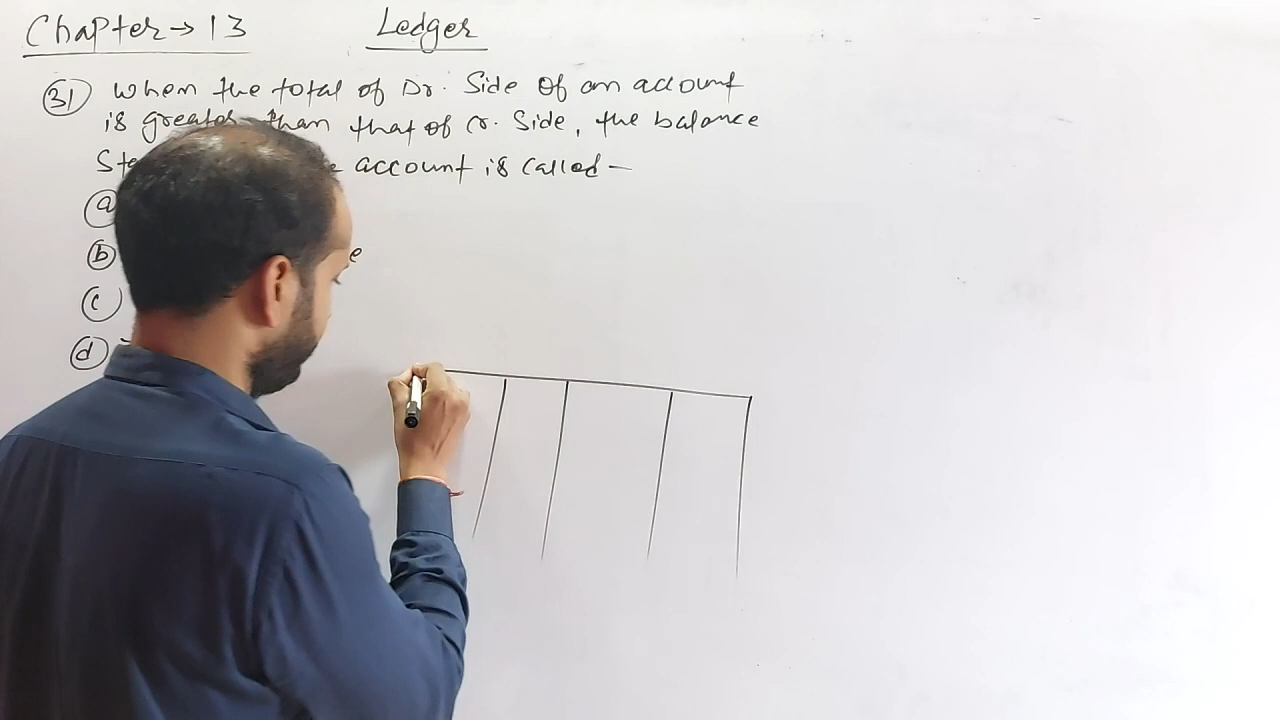 Chapter → 13 Ledger
31 When the total of Dr. Side Of an account
is greater than that of Cr. Side, the balance
account is called —
a
b
c
d